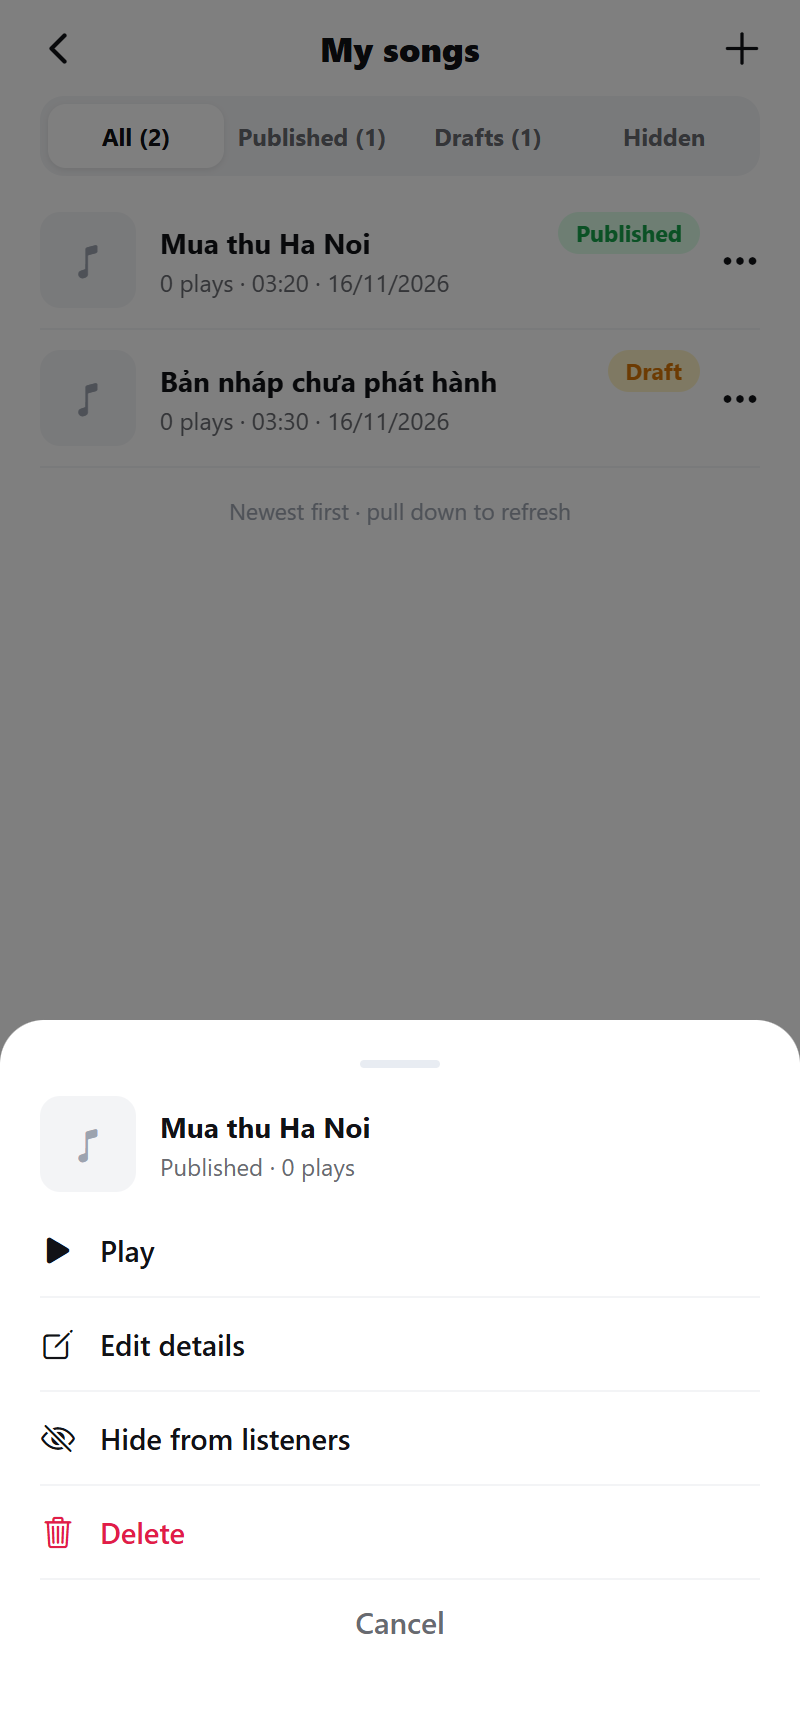 My songs
All (2)
Published (1)
Drafts (1)
Hidden
Mua thu Ha Noi
Published
0 plays · 03:20 · 16/11/2026
Bản nháp chưa phát hành
Draft
0 plays · 03:30 · 16/11/2026
Newest first · pull down to refresh
Mua thu Ha Noi
Published · 0 plays
Play
Edit details
Hide from listeners
Delete
Cancel